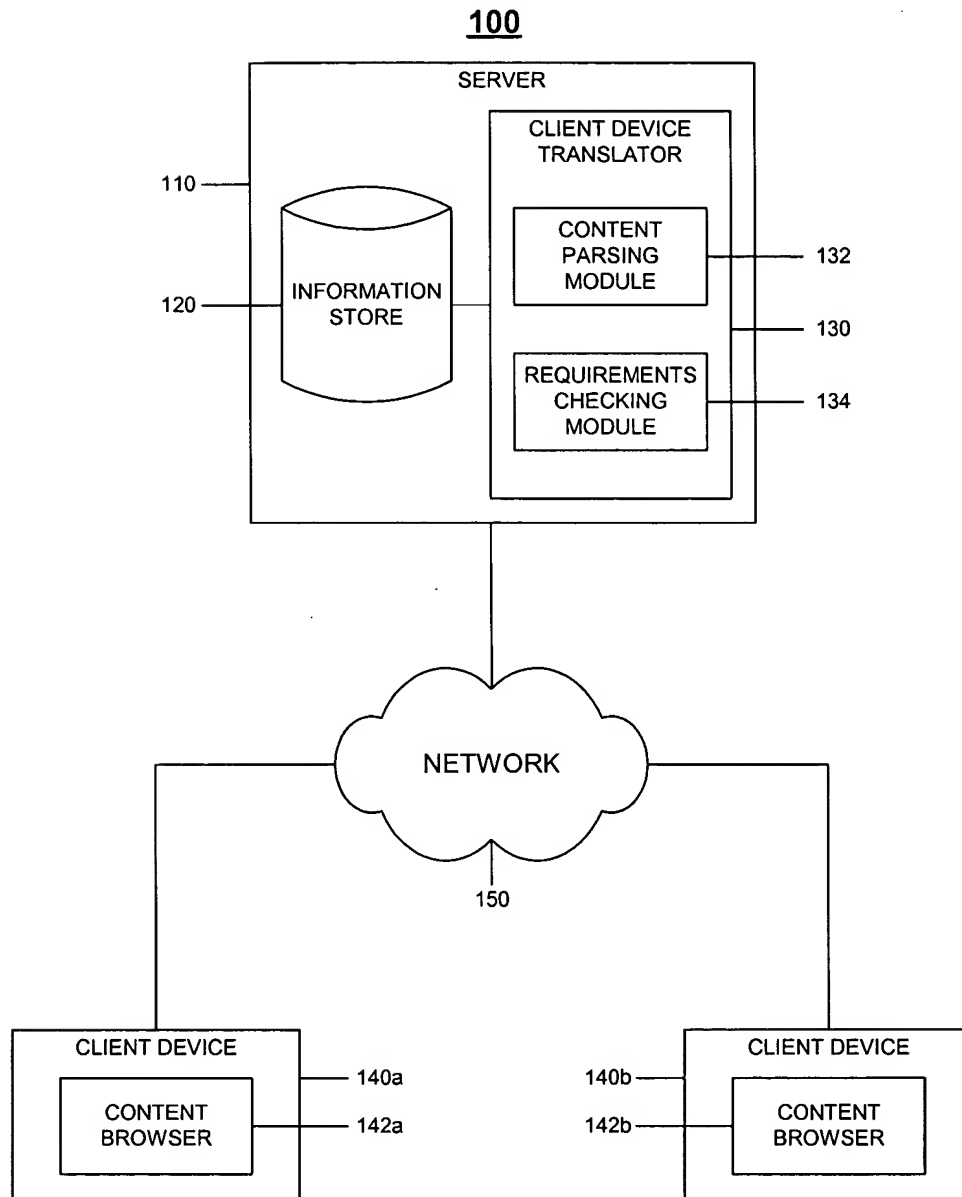 100
SERVER
CLIENT DEVICE
TRANSLATOR
110
CONTENT
PARSING
MODULE
132
120
INFORMATION
STORE
130
REQUIREMENTS
CHECKING
MODULE
134
NETWORK
150
CLIENT DEVICE
140a
CONTENT
BROWSER
142a
140b
CLIENT DEVICE
142b
CONTENT
BROWSER